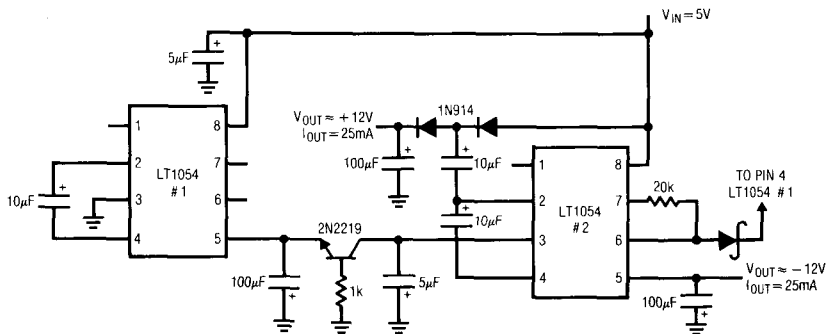 V_IN = 5V
5µF
+
1
2
3
4
LT1054
#1
8
7
6
5
10µF
+
V_OUT ≈ +12V
I_OUT = 25mA
1N914
100µF
+
10µF
+
10µF
+
1
2
3
4
LT1054
#2
8
7
6
5
20k
TO PIN 4
LT1054 #1
2N2219
100µF
+
1k
5µF
+
V_OUT ≈ −12V
I_OUT = 25mA
100µF
+